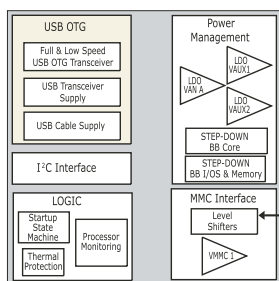 USB OTG
Full & Low Speed
USB OTG Transceiver
USB Transceiver
Supply
USB Cable Supply
I²C Interface
LOGIC
Startup
State
Machine
Thermal
Protection
Processor
Monitoring
Power
Management
LDO
VAUX1
LDO
VAN A
LDO
VAUX2
STEP-DOWN
BB Core
STEP-DOWN
BB I/OS & Memory
MMC Interface
Level
Shifters
VMMC 1